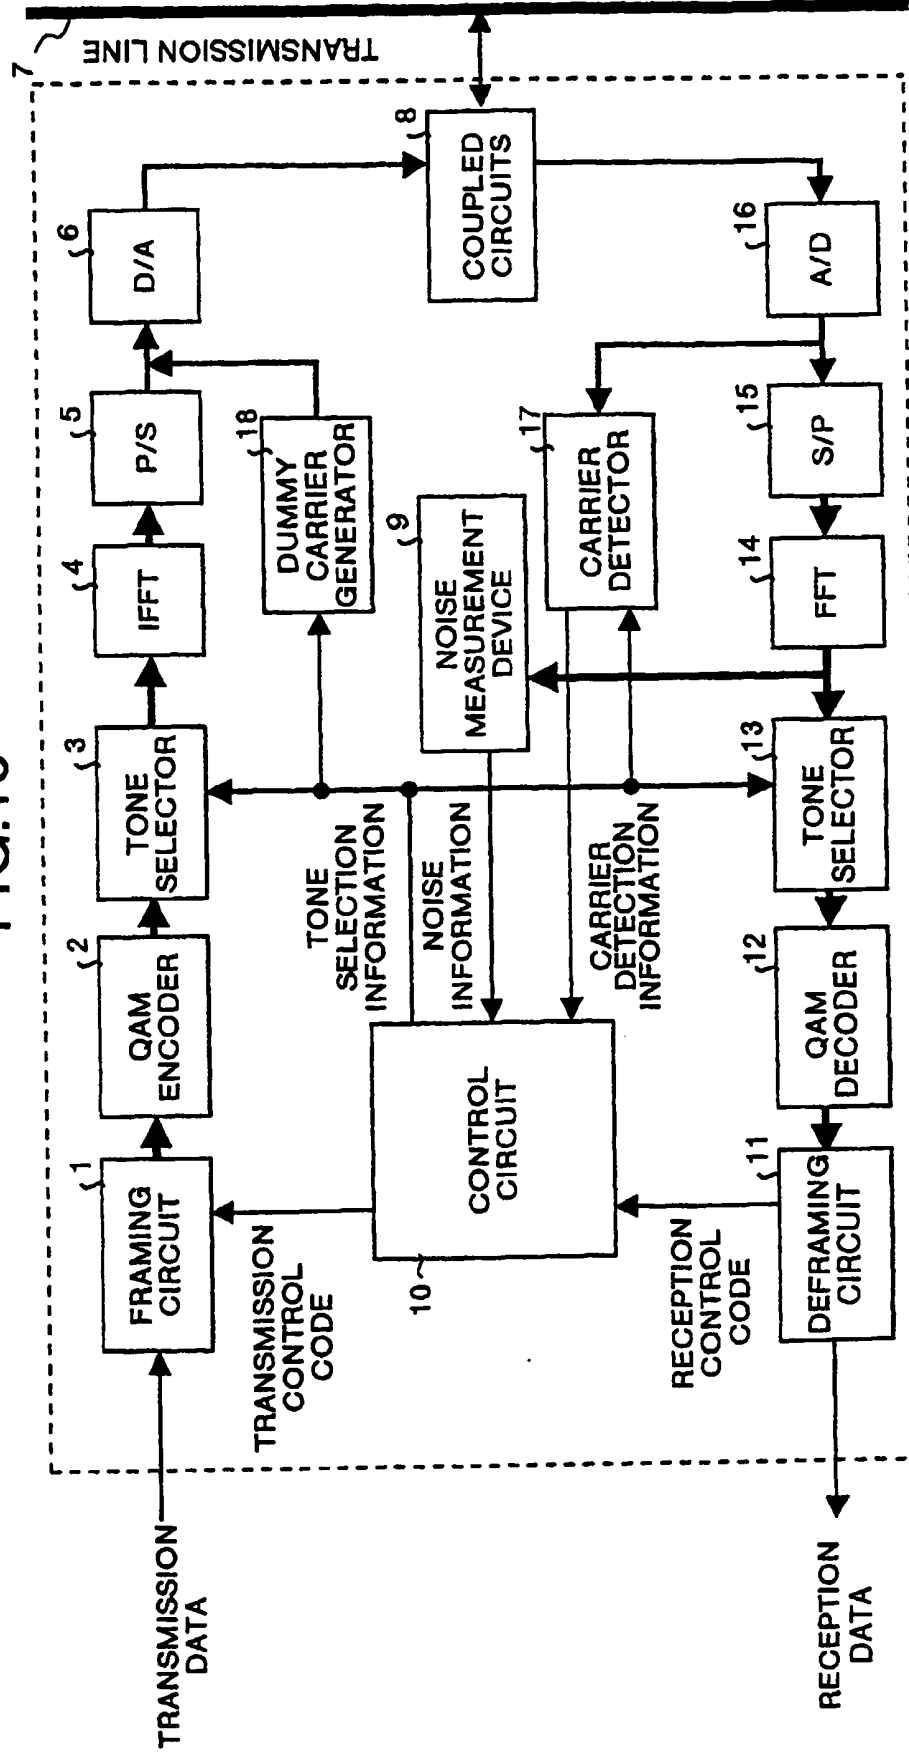 TRANSMISSION
DATA
1
FRAMING
CIRCUIT
2
QAM
ENCODER
3
TONE
SELECTOR
4
IFFT
5
P/S
6
D/A
7
TRANSMISSION LINE
8
COUPLED
CIRCUITS
18
DUMMY
CARRIER
GENERATOR
TRANSMISSION
CONTROL
CODE
TONE
SELECTION
INFORMATION
NOISE
INFORMATION
9
NOISE
MEASUREMENT
DEVICE
10
CONTROL
CIRCUIT
CARRIER
DETECTION
INFORMATION
17
CARRIER
DETECTOR
RECEPTION
CONTROL
CODE
11
DEFRAMING
CIRCUIT
12
QAM
DECODER
13
TONE
SELECTOR
14
FFT
15
S/P
16
A/D
RECEPTION
DATA